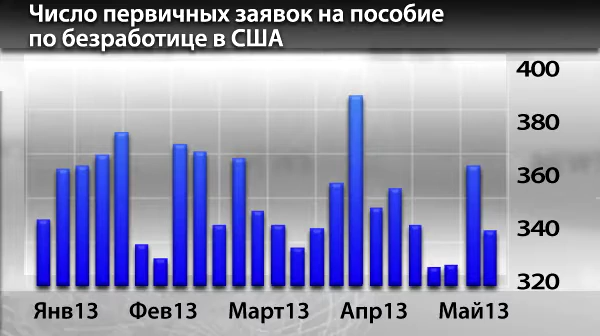 Число первичных заявок на пособие
по безработице в США
400
380
360
340
320
Янв13 Фев13 Март13 Апр13 Май13